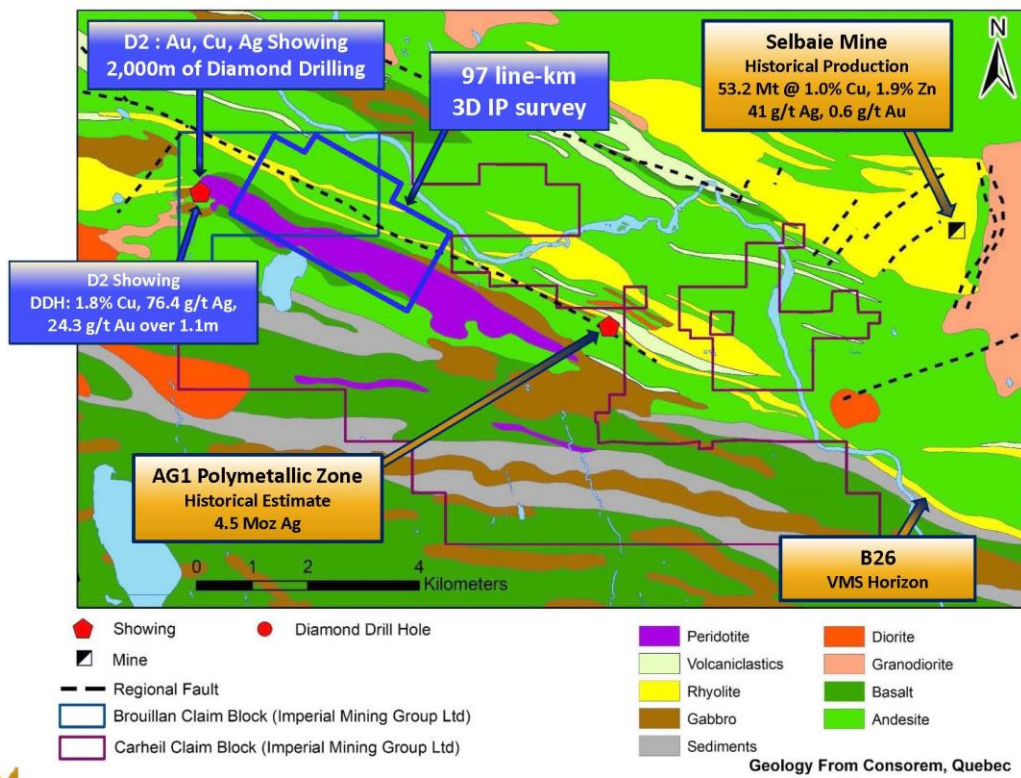 D2 : Au, Cu, Ag Showing
2,000m of Diamond Drilling
97 line-km
3D IP survey
Selbaie Mine
Historical Production
53.2 Mt @ 1.0% Cu, 1.9% Zn
41 g/t Ag, 0.6 g/t Au
N
D2 Showing
DDH: 1.8% Cu, 76.4 g/t Ag,
24.3 g/t Au over 1.1m
AG1 Polymetallic Zone
Historical Estimate
4.5 Moz Ag
B26
VMS Horizon
0 1 2 4
Kilometers
Showing
Diamond Drill Hole
Mine
Regional Fault
Brouillan Claim Block (Imperial Mining Group Ltd)
Carheil Claim Block (Imperial Mining Group Ltd)
Peridotite
Volcaniclastics
Rhyolite
Gabbro
Sediments
Diorite
Granodiorite
Basalt
Andesite
Geology From Consorem, Quebec